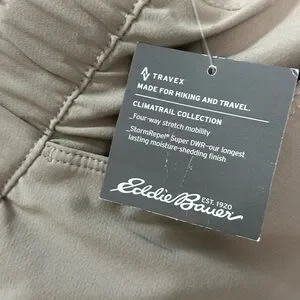 TRAVEX
MADE FOR HIKING AND TRAVEL.
CLIMATRAIL COLLECTION
_Four-way stretch mobility
_StormRepel® Super DWR—our longest
lasting moisture-shedding finish
Eddie Bauer
EST. 1920